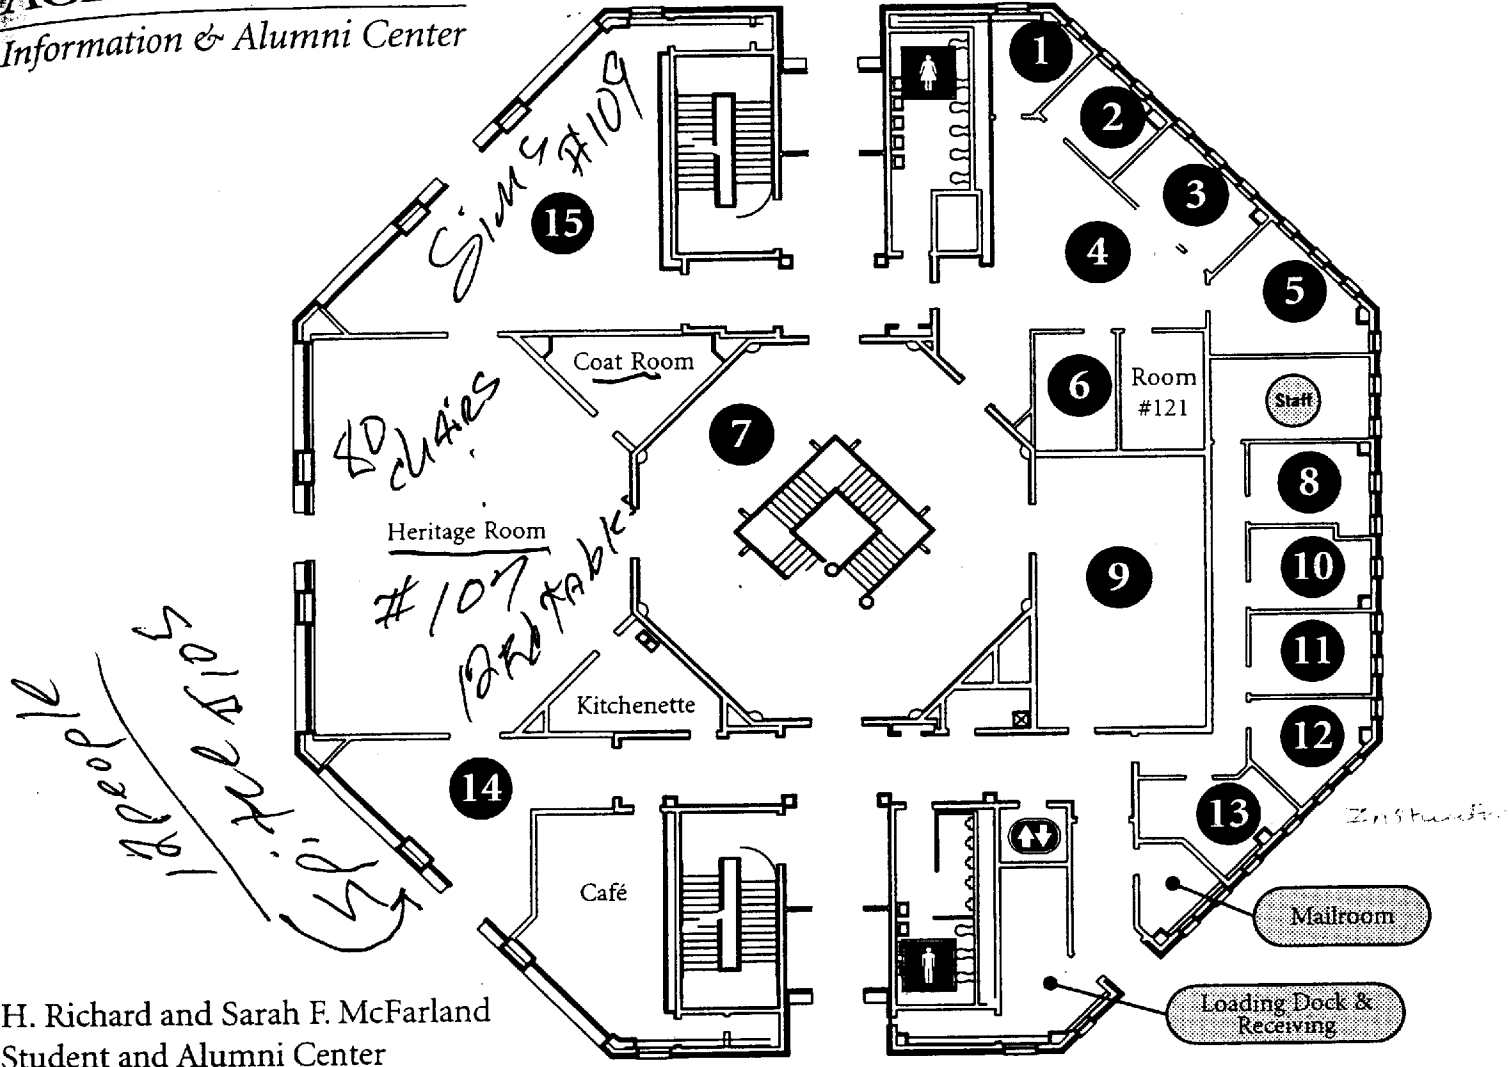 Information & Alumni Center
Sims
#109
1
2
3
4
5
15
Coat Room
6
Room
#121
Staff
7
80
chairs
8
Heritage Room
#107
12 Rd tables
9
10
11
12
Kitchenette
14
13
12 people
Café
Mailroom
Loading Dock &
Receiving
H. Richard and Sarah F. McFarland
Student and Alumni Center